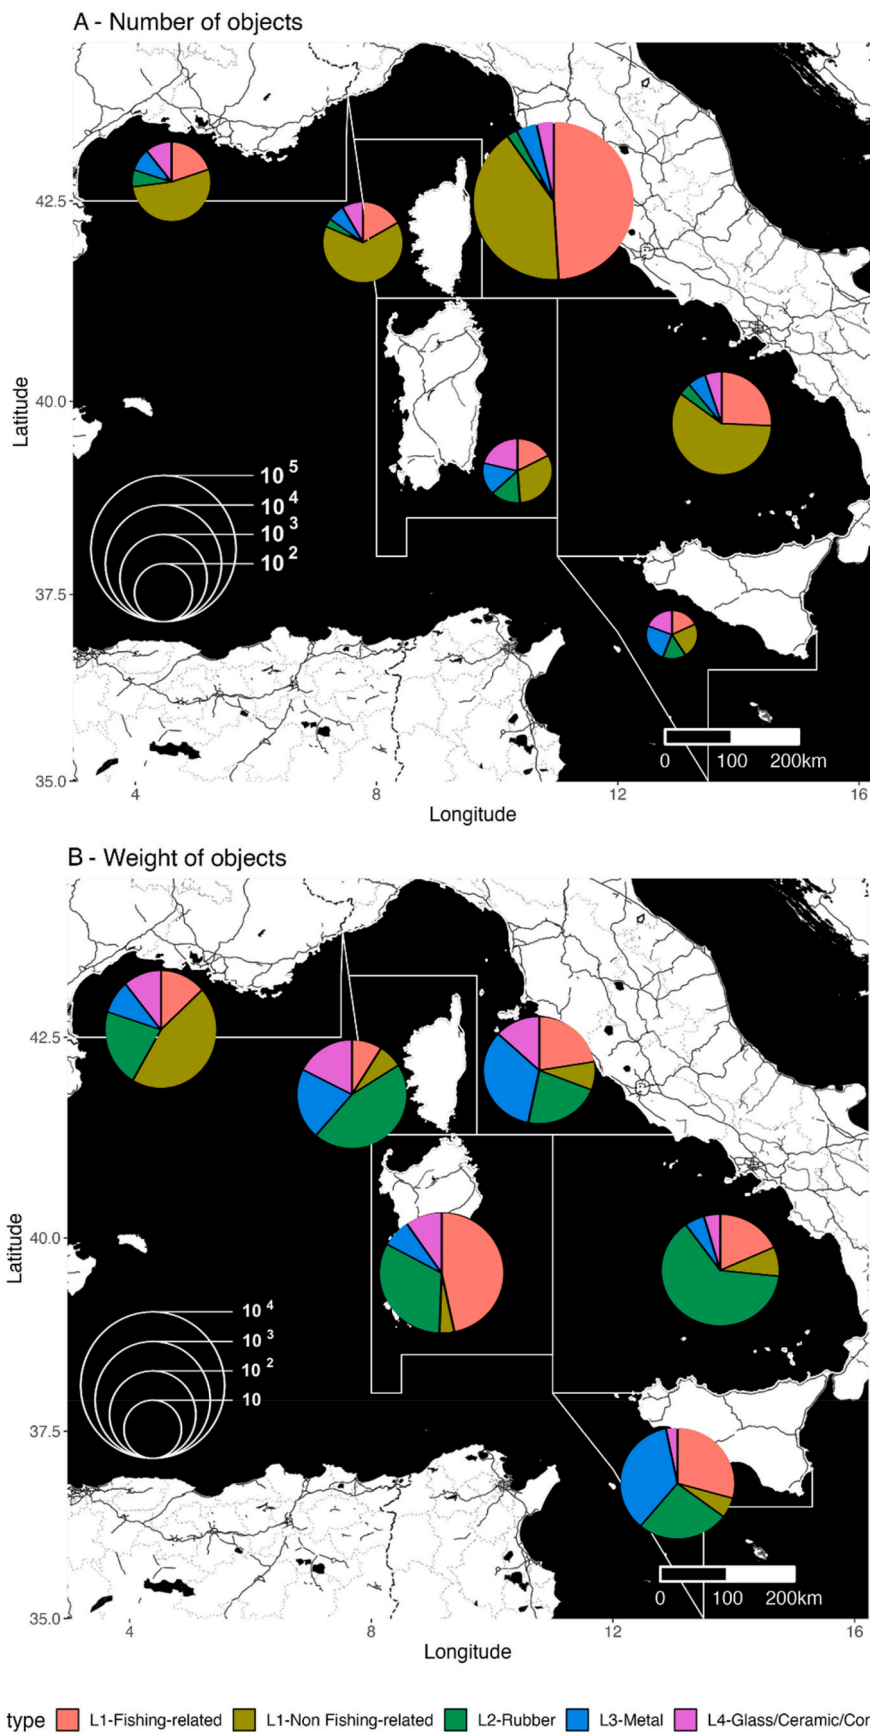 A - Number of objects
42.5
40.0
37.5
35.0
Latitude
10 5
10 4
10 3
10 2
0 100 200km
4 8 12 16
Longitude
B - Weight of objects
42.5
40.0
37.5
35.0
Latitude
10 4
10 3
10 2
10
0 100 200km
4 8 12 16
Longitude
type L1-Fishing-related L1-Non Fishing-related L2-Rubber L3-Metal L4-Glass/Ceramic/Cor